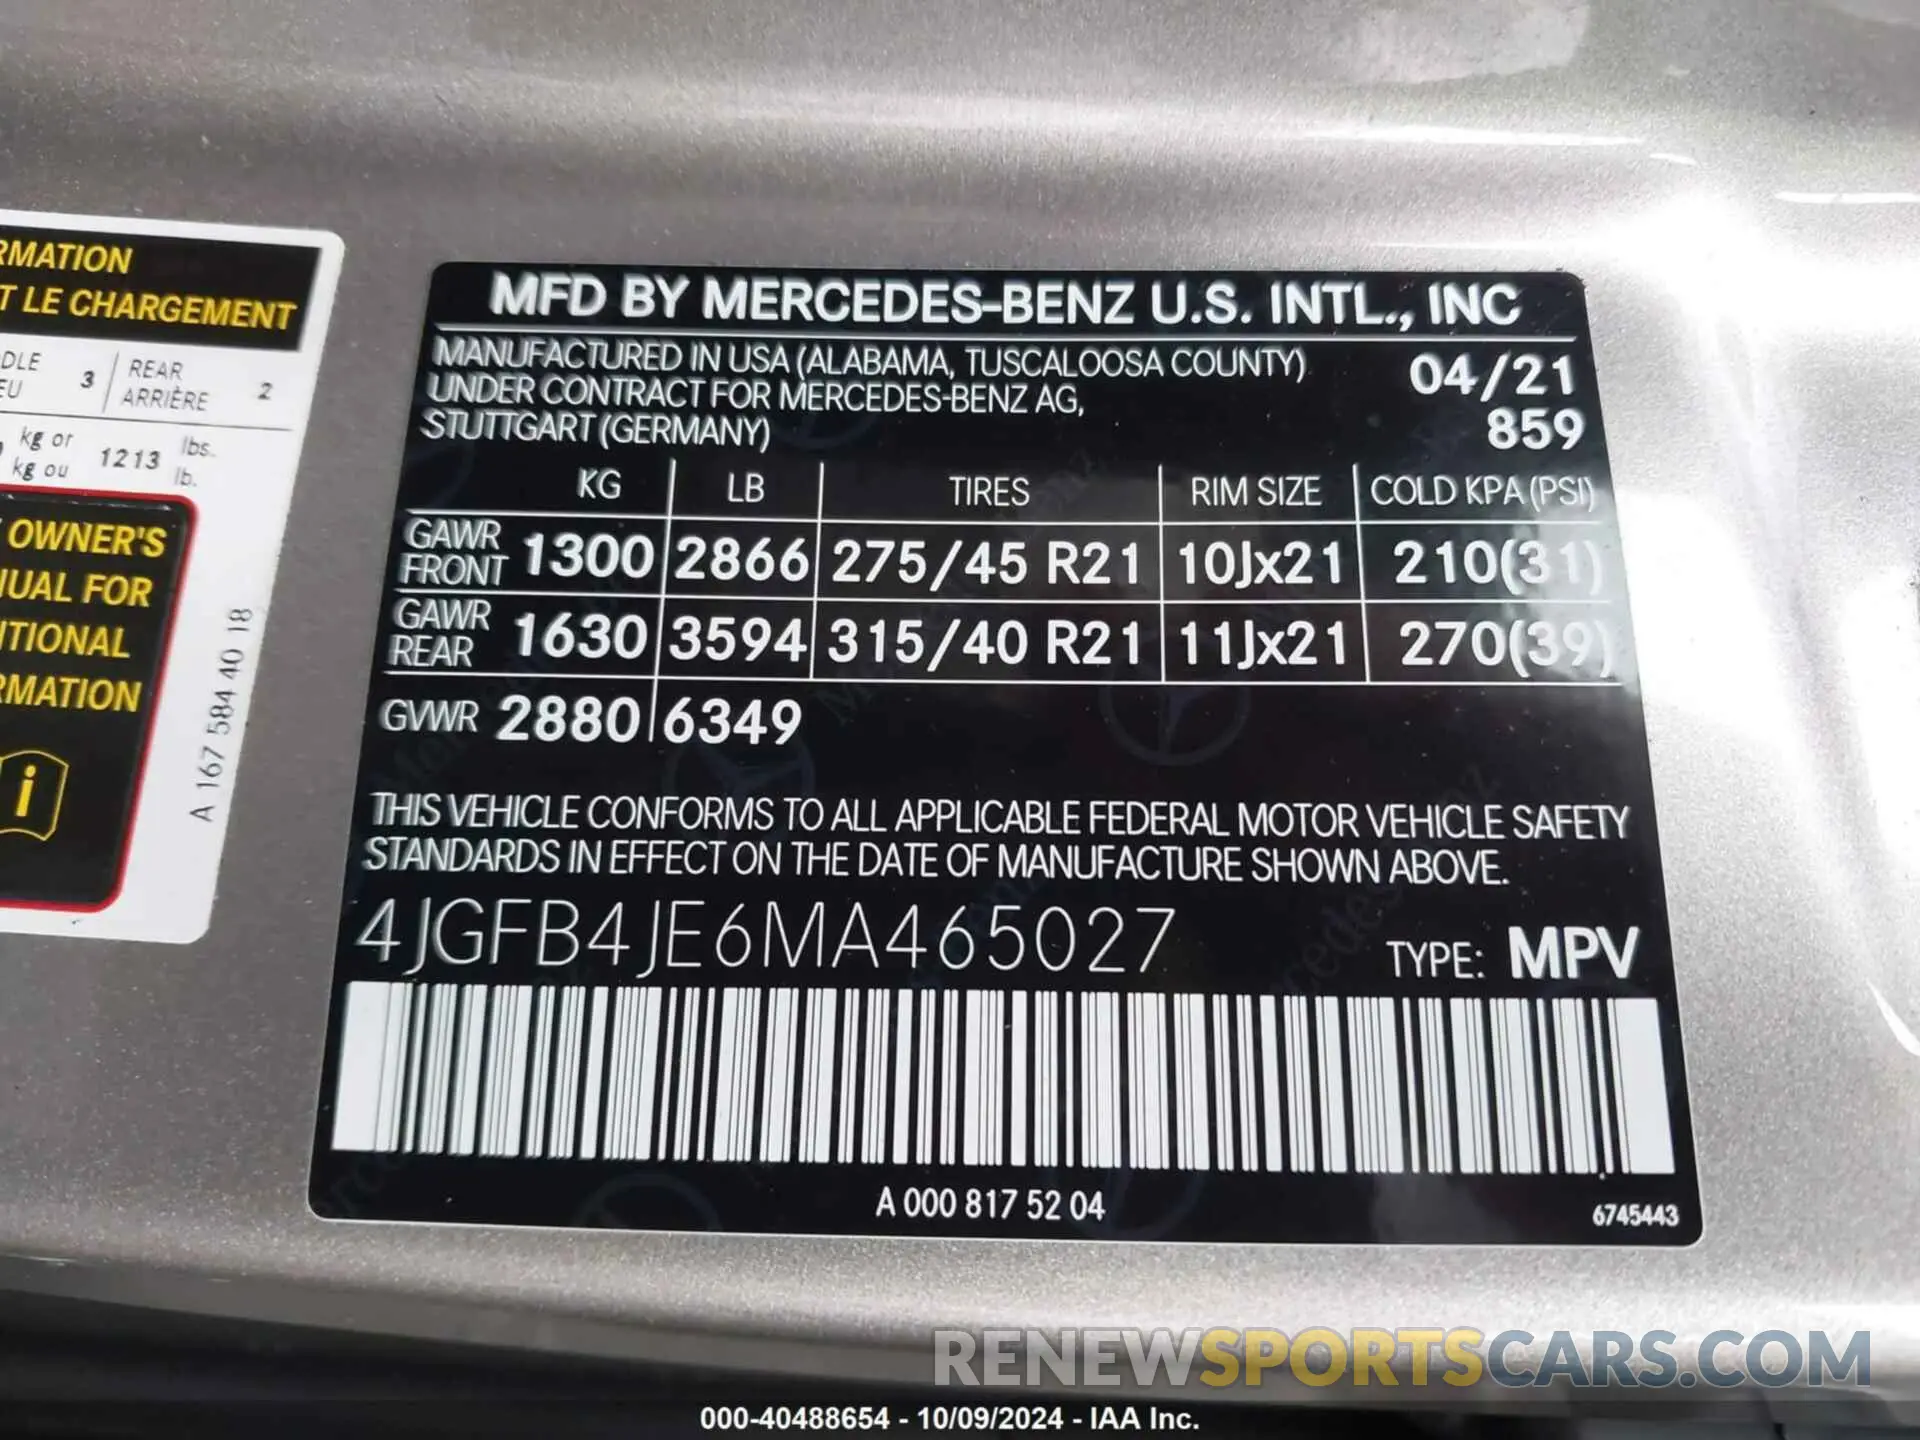 RMATION
T LE CHARGEMENT
DLE
EU
3
REAR
ARRIÈRE
2
kg or
kg ou
1213
lbs.
lb.
OWNER'S
UAL FOR
ITIONAL
RMATION
i
A 167 584 40 18
MFD BY MERCEDES-BENZ U.S. INTL., INC
MANUFACTURED IN USA (ALABAMA, TUSCALOOSA COUNTY)
UNDER CONTRACT FOR MERCEDES-BENZ AG,
STUTTGART (GERMANY)
04/21
859
KG LB TIRES RIM SIZE COLD KPA (PSI)
GAWR FRONT 1300 2866 275/45 R21 10Jx21 210(31)
GAWR REAR 1630 3594 315/40 R21 11Jx21 270(39)
GVWR 2880 6349
THIS VEHICLE CONFORMS TO ALL APPLICABLE FEDERAL MOTOR VEHICLE SAFETY
STANDARDS IN EFFECT ON THE DATE OF MANUFACTURE SHOWN ABOVE.
4JGFB4JE6MA465027
TYPE: MPV
A 000 817 52 04
6745443
RENEWSPORTSCARS.COM
000-40488654 - 10/09/2024 - IAA Inc.